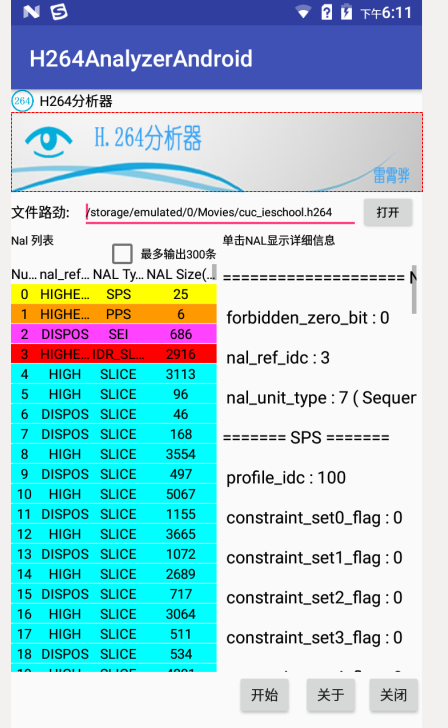 下午6:11
H264AnalyzerAndroid
264 H264分析器
H.264分析器
雷霄骅
文件路劲: /storage/emulated/0/Movies/cuc_ieschool.h264 打开
Nal 列表
最多输出300条
单击NAL显示详细信息
Nu... nal_ref... NAL Ty... NAL Size(...
0 HIGHE... SPS 25
1 HIGHE... PPS 6
2 DISPOS SEI 686
3 HIGHE... IDR_SL... 2916
4 HIGH SLICE 3113
5 HIGH SLICE 96
6 DISPOS SLICE 46
7 DISPOS SLICE 168
8 HIGH SLICE 3554
9 DISPOS SLICE 497
10 HIGH SLICE 5067
11 DISPOS SLICE 1155
12 HIGH SLICE 3665
13 DISPOS SLICE 1072
14 HIGH SLICE 2689
15 DISPOS SLICE 717
16 HIGH SLICE 3064
17 HIGH SLICE 511
18 DISPOS SLICE 534
==================== N
forbidden_zero_bit : 0
nal_ref_idc : 3
nal_unit_type : 7 ( Sequen
======= SPS =======
profile_idc : 100
constraint_set0_flag : 0
constraint_set1_flag : 0
constraint_set2_flag : 0
constraint_set3_flag : 0
开始 关于 关闭